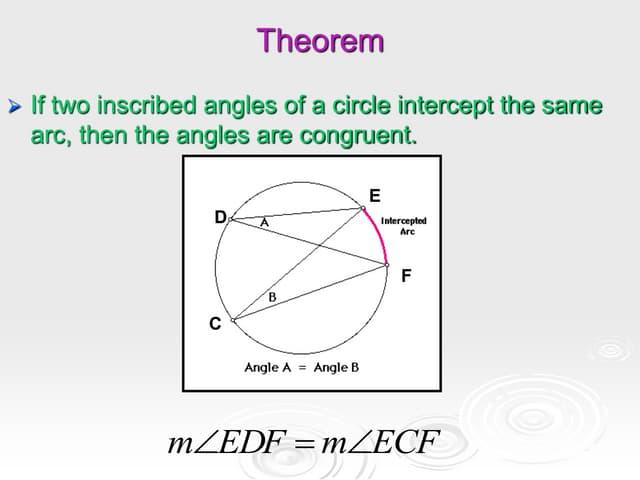 Theorem
➢ If two inscribed angles of a circle intercept the same
arc, then the angles are congruent.
E
D
A
Intercepted
Arc
F
B
C
Angle A = Angle B
m∠EDF = m∠ECF